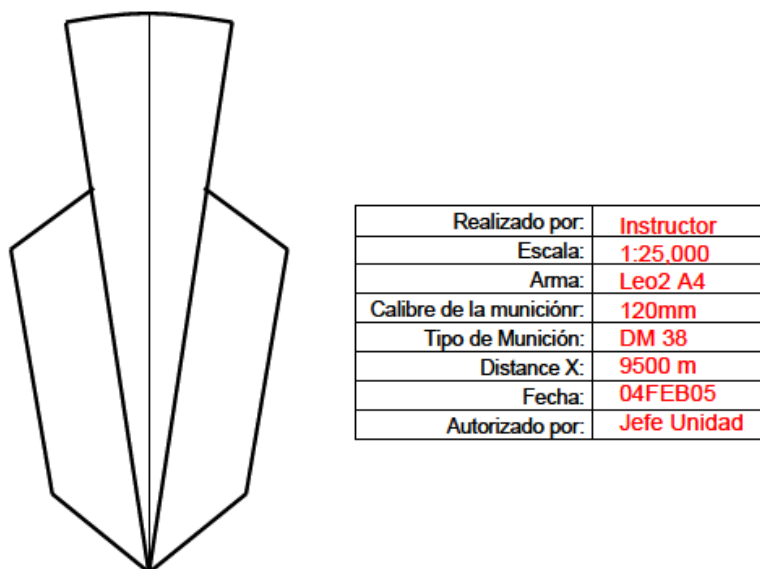 Realizado por: Instructor
Escala: 1:25,000
Arma: Leo2 A4
Calibre de la municiónr: 120mm
Tipo de Munición: DM 38
Distance X: 9500 m
Fecha: 04FEB05
Autorizado por: Jefe Unidad